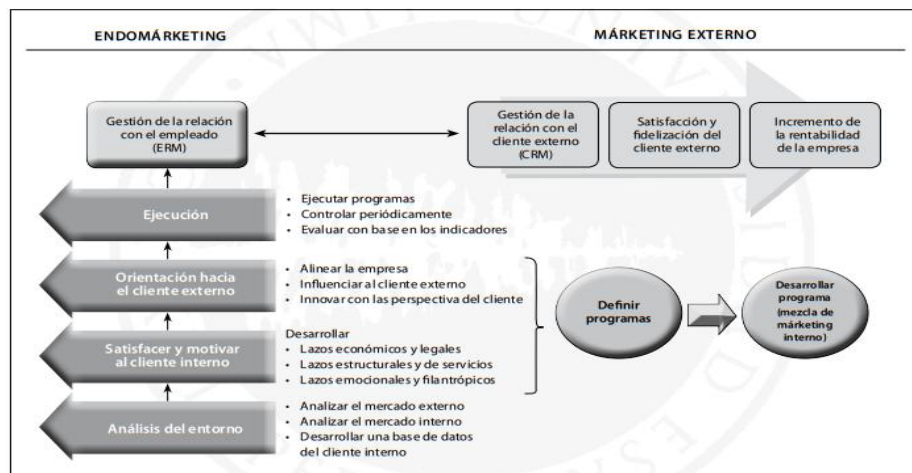 ENDOMÁRKETING
MÁRKETING EXTERNO
Gestión de la relación
con el empleado
(ERM)
Gestión de la
relación con el
cliente externo
(CRM)
Satisfacción y
fidelización del
cliente externo
Incremento de
la rentabilidad
de la empresa
Ejecución
• Ejecutar programas
• Controlar periódicamente
• Evaluar con base en los indicadores
Orientación hacia
el cliente externo
• Alinear la empresa
• Influenciar al cliente externo
• Innovar con las perspectiva del cliente
Satisfacer y motivar
al cliente interno
Desarrollar
• Lazos económicos y legales
• Lazos estructurales y de servicios
• Lazos emocionales y filantrópicos
Definir
programas
Desarrollar
programa
(mezcla de
márketing
interno)
Análisis del entorno
• Analizar el mercado externo
• Analizar el mercado interno
• Desarrollar una base de datos
del cliente interno